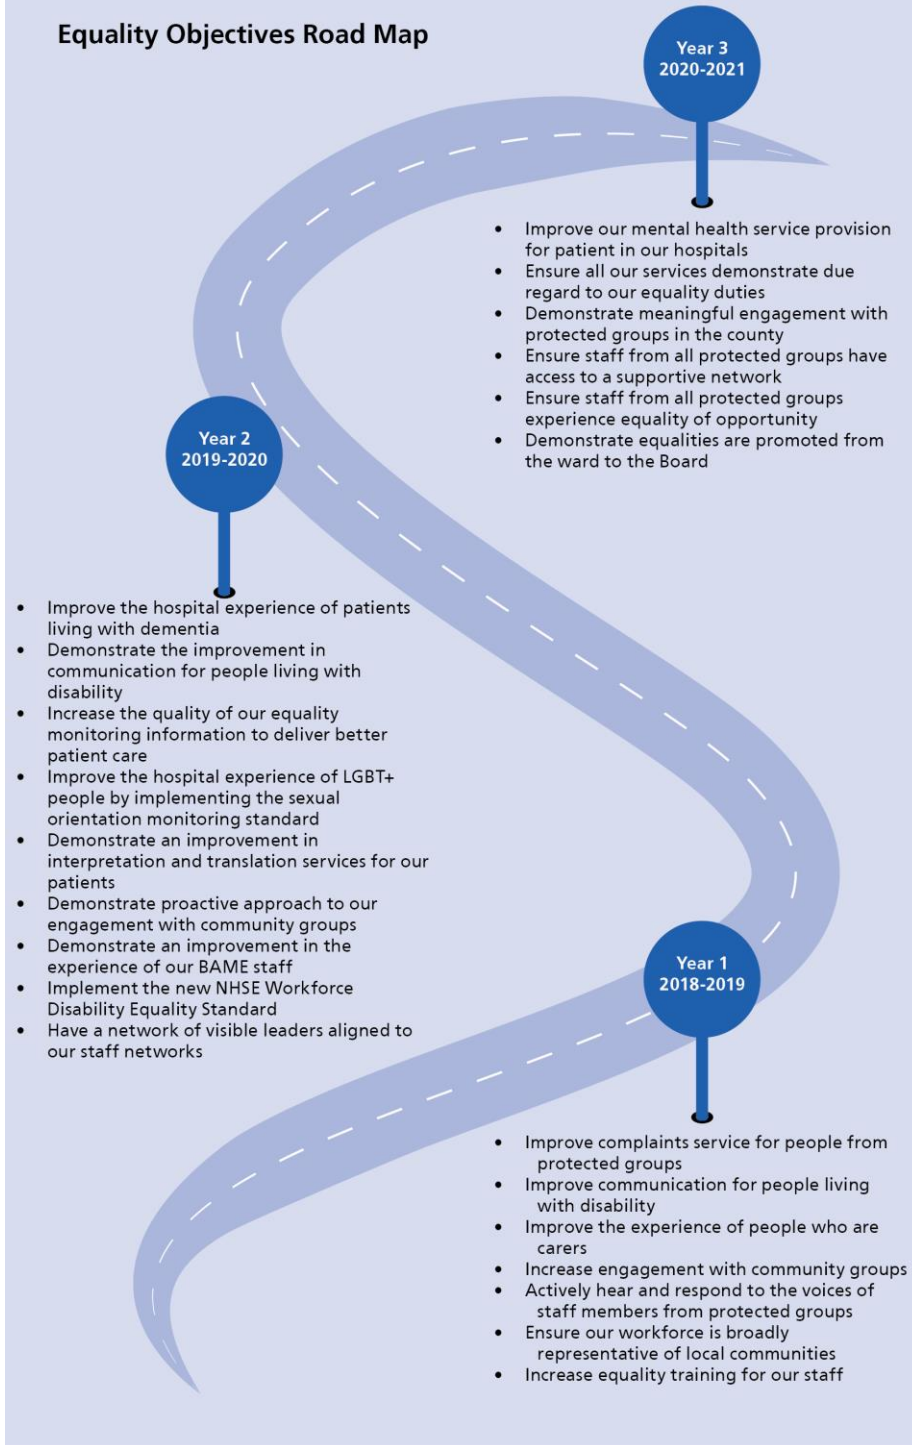 Equality Objectives Road Map
Year 3
2020-2021
• Improve our mental health service provision
for patient in our hospitals
• Ensure all our services demonstrate due
regard to our equality duties
• Demonstrate meaningful engagement with
protected groups in the county
• Ensure staff from all protected groups have
access to a supportive network
• Ensure staff from all protected groups
experience equality of opportunity
• Demonstrate equalities are promoted from
the ward to the Board
Year 2
2019-2020
• Improve the hospital experience of patients
living with dementia
• Demonstrate the improvement in
communication for people living with
disability
• Increase the quality of our equality
monitoring information to deliver better
patient care
• Improve the hospital experience of LGBT+
people by implementing the sexual
orientation monitoring standard
• Demonstrate an improvement in
interpretation and translation services for our
patients
• Demonstrate proactive approach to our
engagement with community groups
• Demonstrate an improvement in the
experience of our BAME staff
• Implement the new NHSE Workforce
Disability Equality Standard
• Have a network of visible leaders aligned to
our staff networks
Year 1
2018-2019
• Improve complaints service for people from
protected groups
• Improve communication for people living
with disability
• Improve the experience of people who are
carers
• Increase engagement with community groups
• Actively hear and respond to the voices of
staff members from protected groups
• Ensure our workforce is broadly
representative of local communities
• Increase equality training for our staff